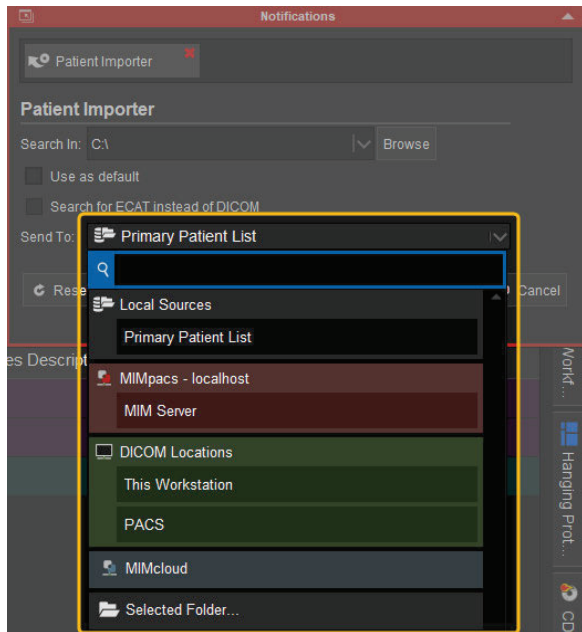 Notifications
Patient Importer
Patient Importer
Search In: C:\ Browse
Use as default
Search for ECAT instead of DICOM
Send To: Primary Patient List
Rese
Cancel
Local Sources
Primary Patient List
es Descript
MIMpacs - localhost
MIM Server
DICOM Locations
This Workstation
PACS
MIMcloud
Selected Folder...
Workf...
Hanging Prot...
CD